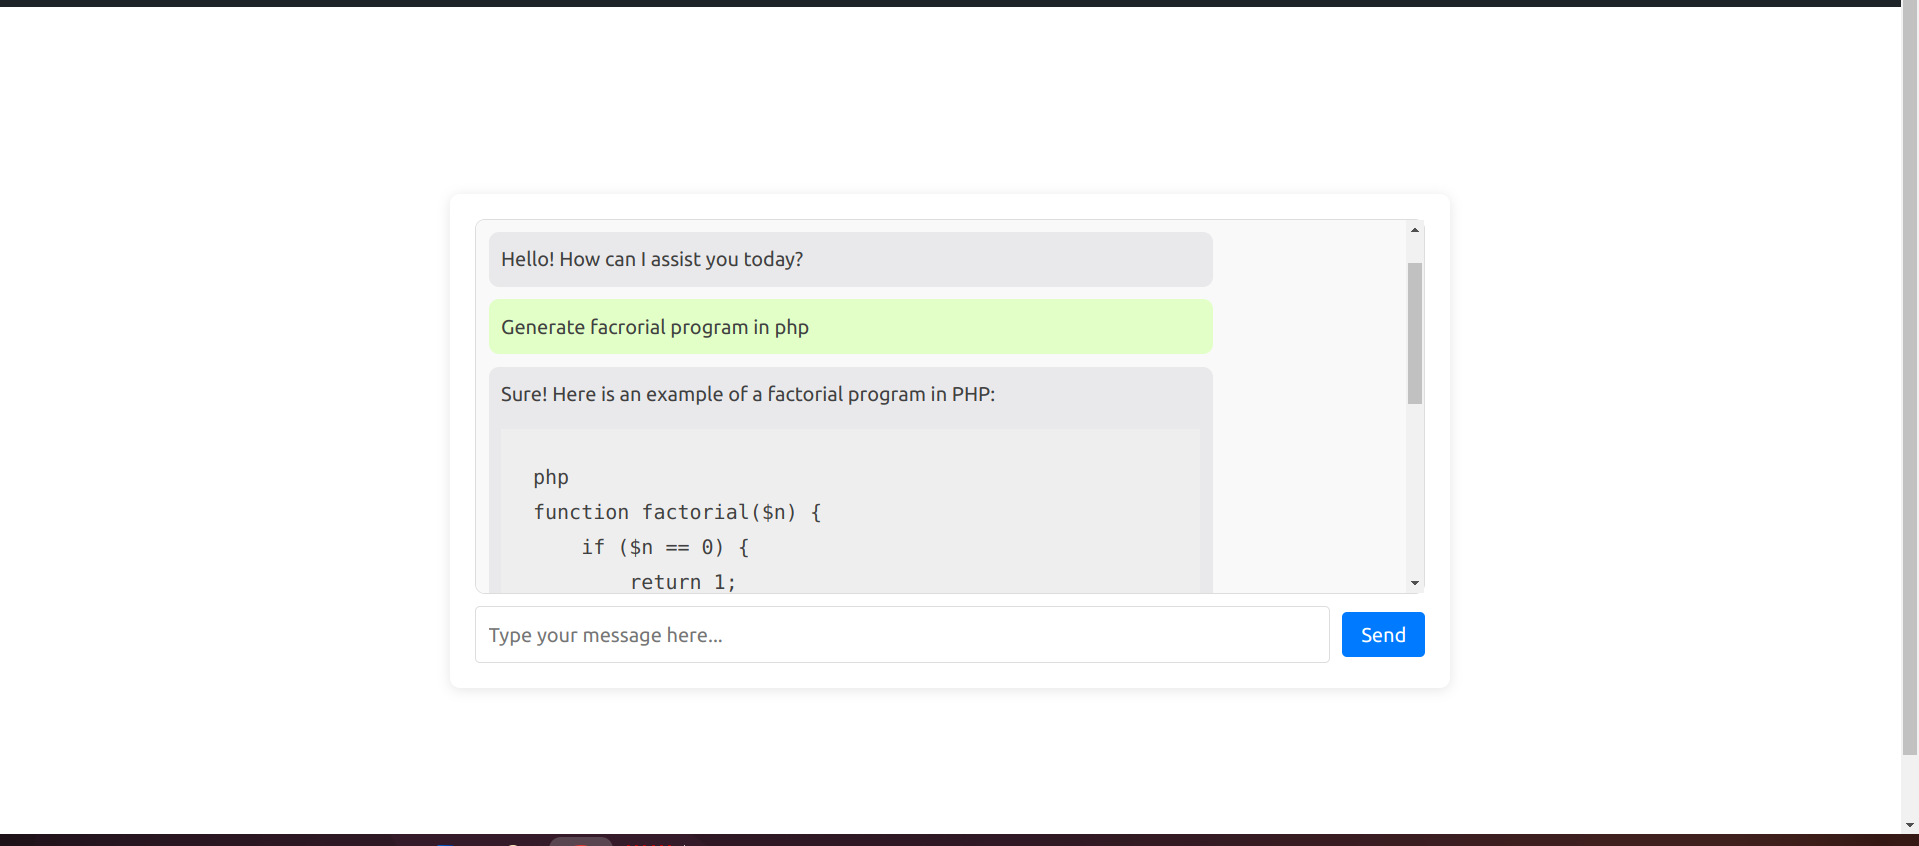 Hello! How can I assist you today?
Generate facrorial program in php
Sure! Here is an example of a factorial program in PHP:
php
function factorial($n) {
    if ($n == 0) {
        return 1;
Type your message here...
Send